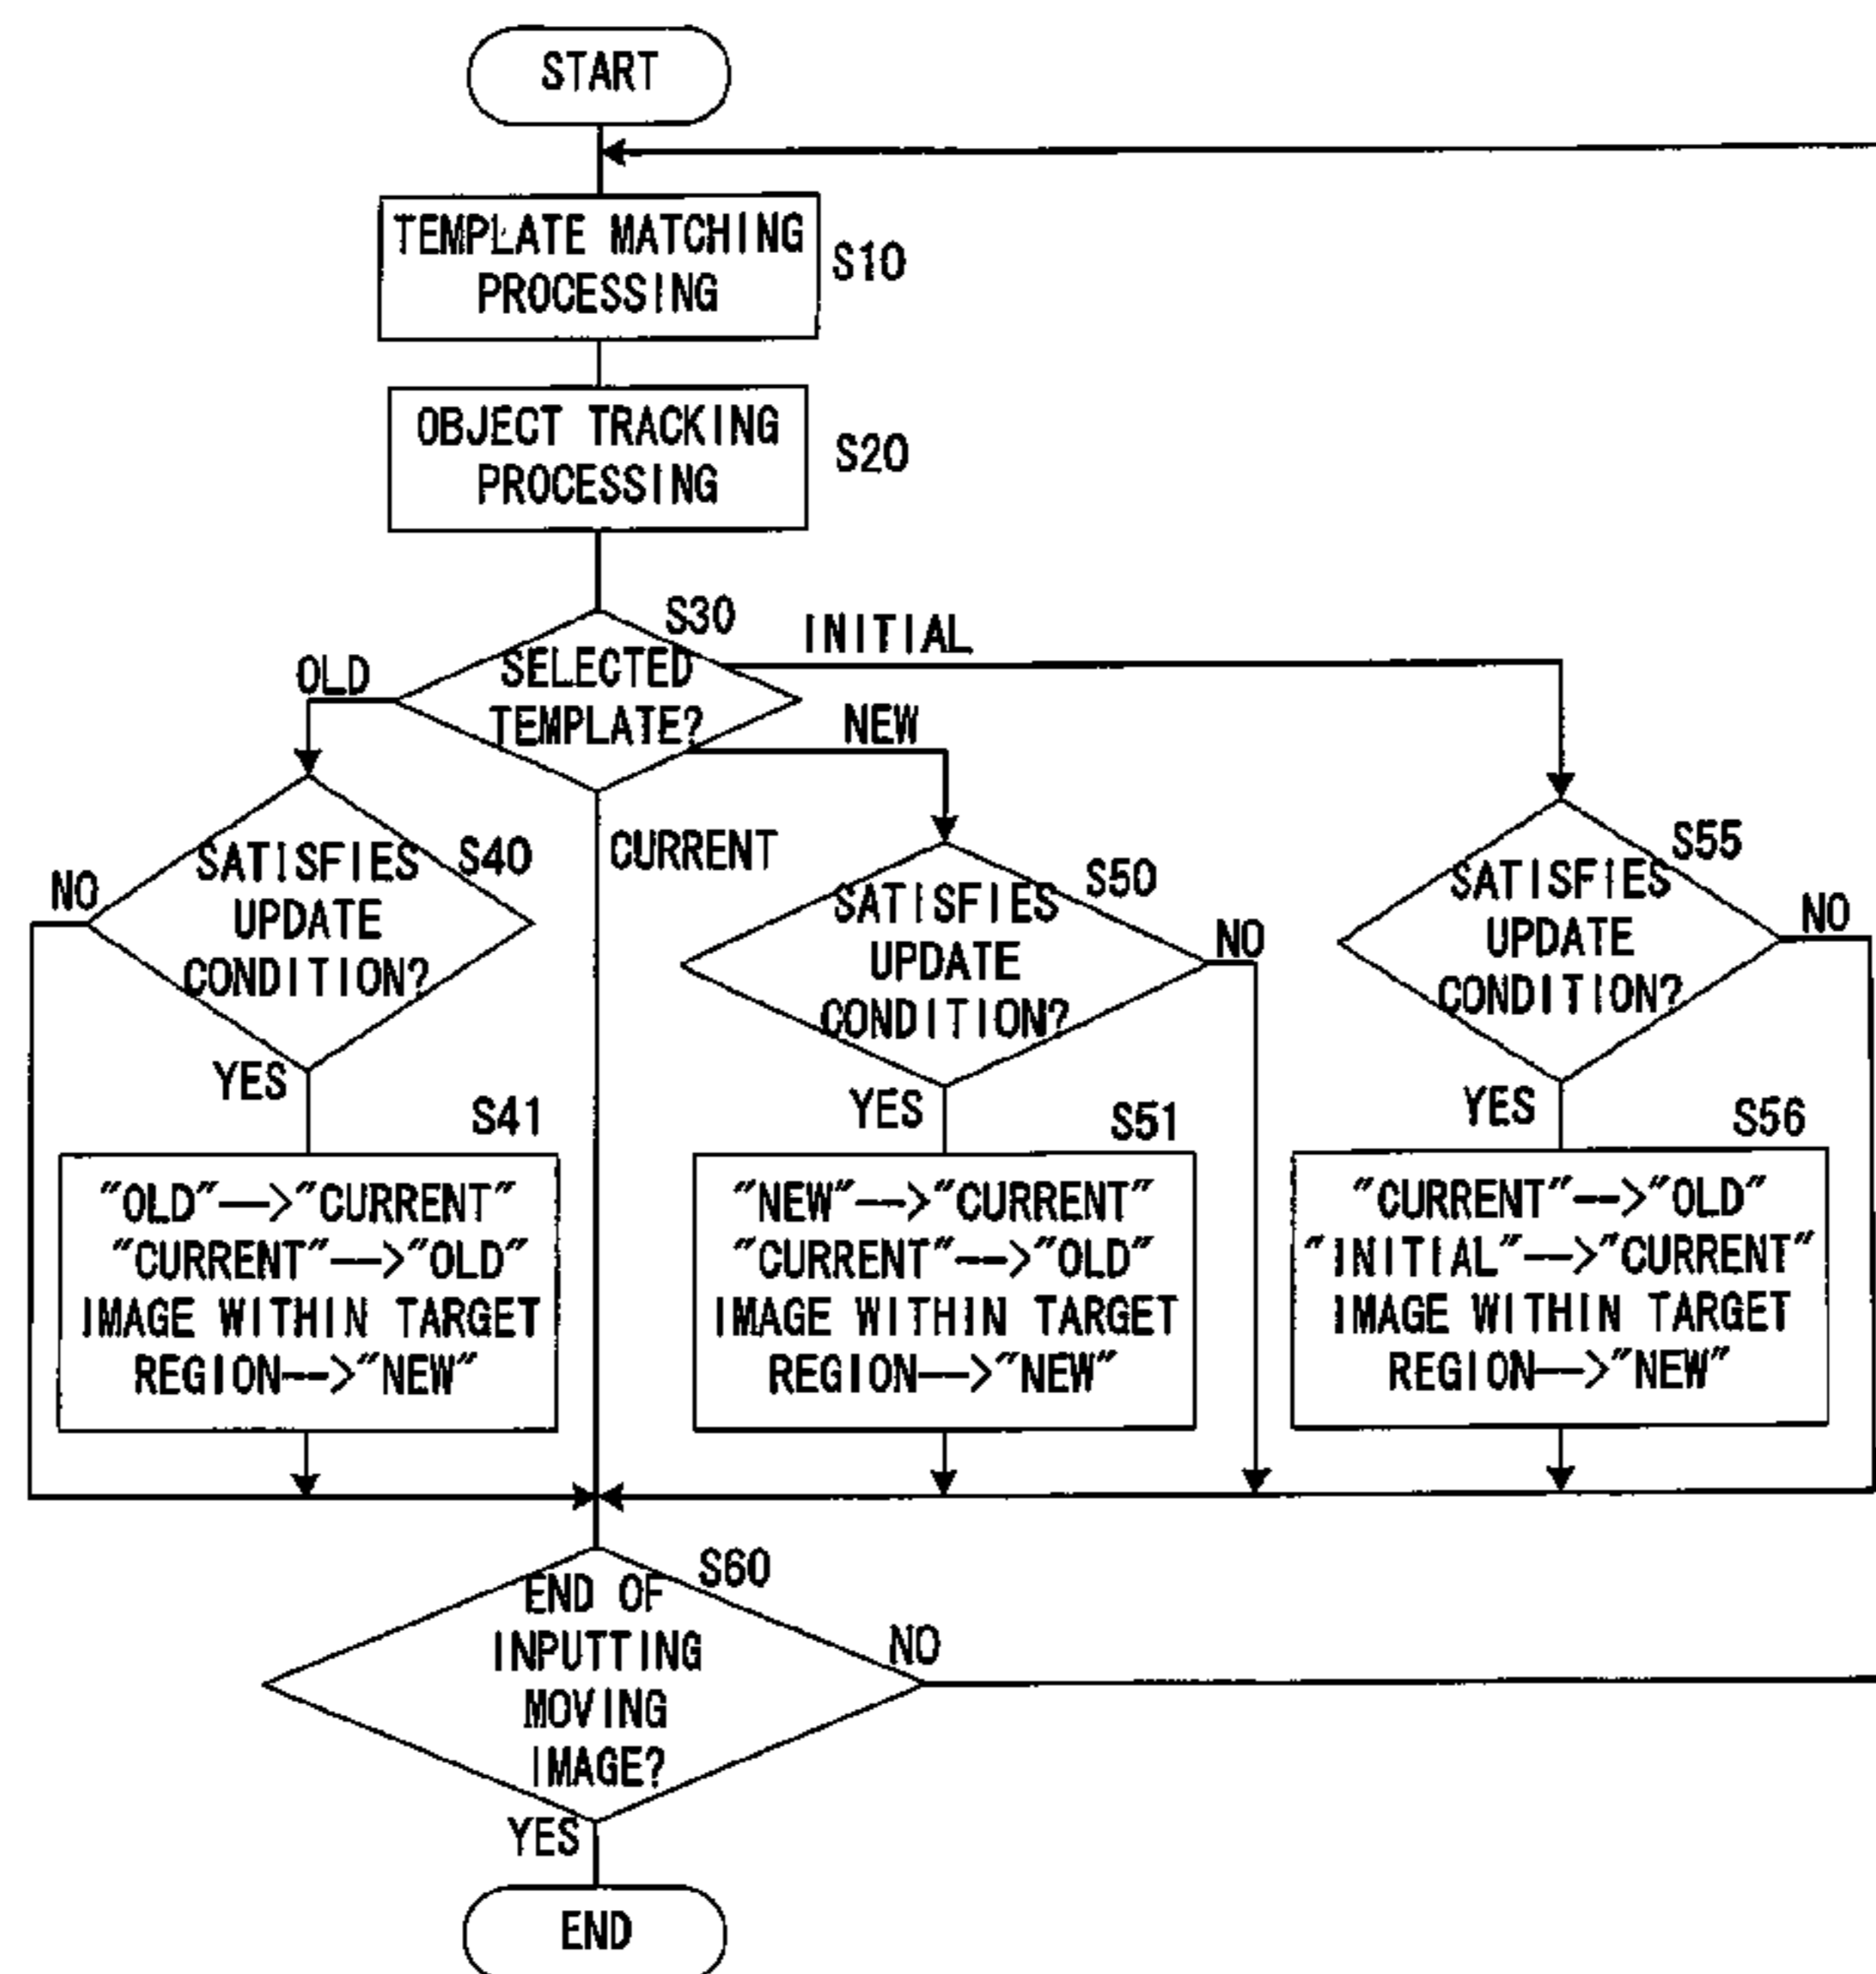 START
TEMPLATE MATCHING
PROCESSING
S10
OBJECT TRACKING
PROCESSING
S20
S30
SELECTED
TEMPLATE?
OLD
INITIAL
NEW
CURRENT
S40
SATISFIES
UPDATE
CONDITION?
NO
YES
S50
SATISFIES
UPDATE
CONDITION?
NO
YES
S55
SATISFIES
UPDATE
CONDITION?
NO
YES
S41
"OLD"-->"CURRENT"
"CURRENT"-->"OLD"
IMAGE WITHIN TARGET
REGION-->"NEW"
S51
"NEW"-->"CURRENT"
"CURRENT"-->"OLD"
IMAGE WITHIN TARGET
REGION-->"NEW"
S56
"CURRENT"-->"OLD"
"INITIAL"-->"CURRENT"
IMAGE WITHIN TARGET
REGION-->"NEW"
S60
END OF
INPUTTING
MOVING
IMAGE?
NO
YES
END